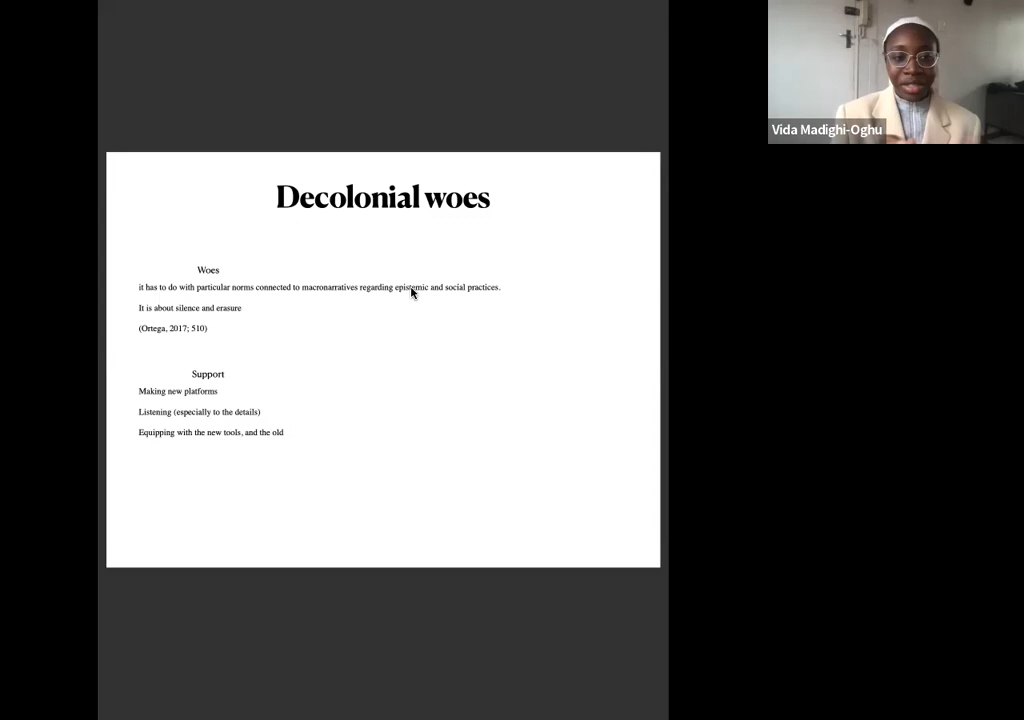 Decolonial woes
Woes
it has to do with particular norms connected to macronarratives regarding epistemic and social practices.
It is about silence and erasure
(Ortega, 2017; 510)
Support
Making new platforms
Listening (especially to the details)
Equipping with the new tools, and the old
Vida Madighi-Oghu